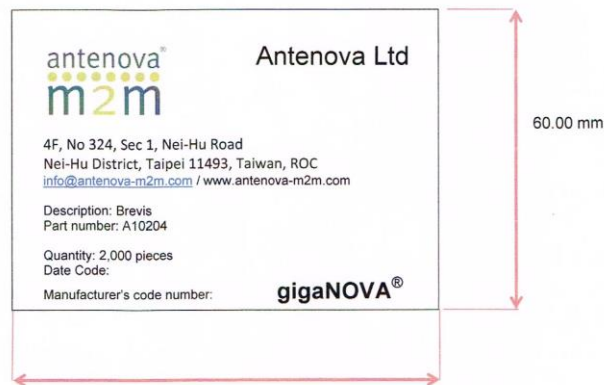 antenova®
m2m
Antenova Ltd
4F, No 324, Sec 1, Nei-Hu Road
Nei-Hu District, Taipei 11493, Taiwan, ROC
info@antenova-m2m.com / www.antenova-m2m.com
Description: Brevis
Part number: A10204
Quantity: 2,000 pieces
Date Code:
Manufacturer's code number:
gigaNOVA®
60.00 mm